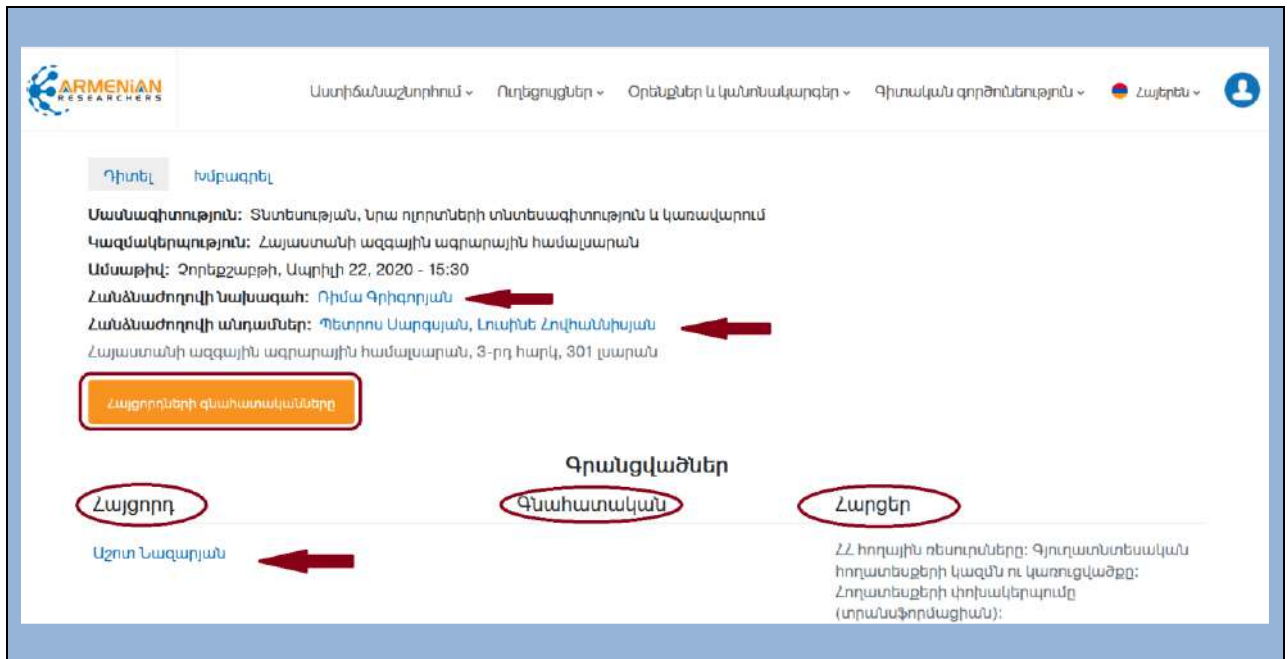 ARMENIAN
RESEARCHERS
Աստիճանաշնորհում Ուղեցույցներ Օրենքներ և կանոնակարգեր Գիտական գործունեություն Հայերեն
Դիտել Խմբագրել
Մասնագիտություն: Տնտեսության, նրա ոլորտների տնտեսագիտություն և կառավարում
Կազմակերպություն: Հայաստանի ազգային ագրարային համալսարան
Ամսաթիվ: Չորեքշաբթի, Ապրիլի 22, 2020 - 15:30
Հանձնաժողովի նախագահ: Ռիմա Գրիգորյան
Հանձնաժողովի անդամներ: Պետրոս Սարգսյան, Լուսինե Հովհաննիսյան
Հայաստանի ազգային ագրարային համալսարան, 3-րդ հարկ, 301 լսարան
Հայցորդների գնահատականները
Գրանցվածներ
Հայցորդ Գնահատական Հարցեր
Աշոտ Նազարյան
ՀՀ հողային ռեսուրսները: Գյուղատնտեսական
հողատեսքերի կազմն ու կառուցվածքը:
Հողատեսքերի փոխակերպումը
(տրանսֆորմացիան):